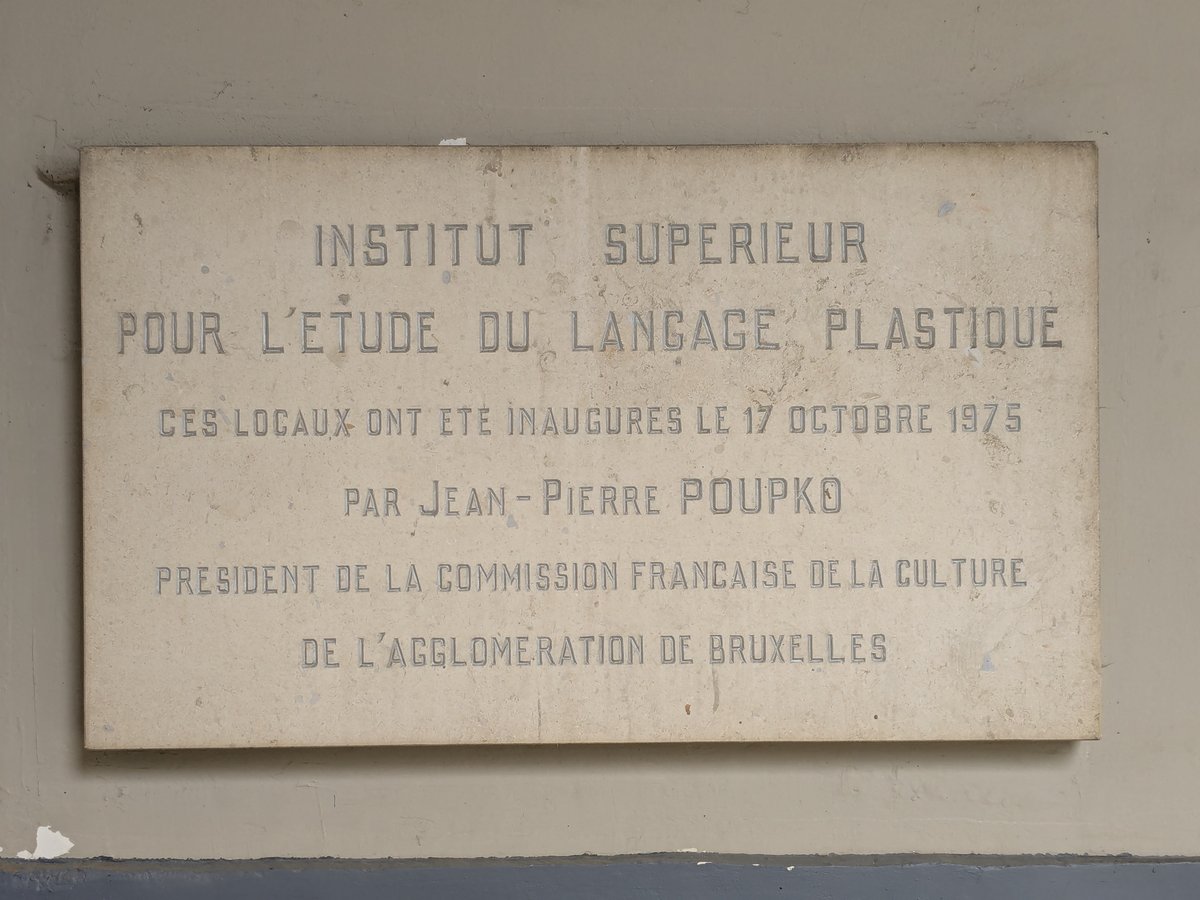 INSTITUT SUPERIEUR
POUR L'ETUDE DU LANGAGE PLASTIQUE
CES LOCAUX ONT ETE INAUGURES LE 17 OCTOBRE 1975
PAR JEAN-PIERRE POUPKO
PRESIDENT DE LA COMMISSION FRANCAISE DE LA CULTURE
DE L'AGGLOMERATION DE BRUXELLES